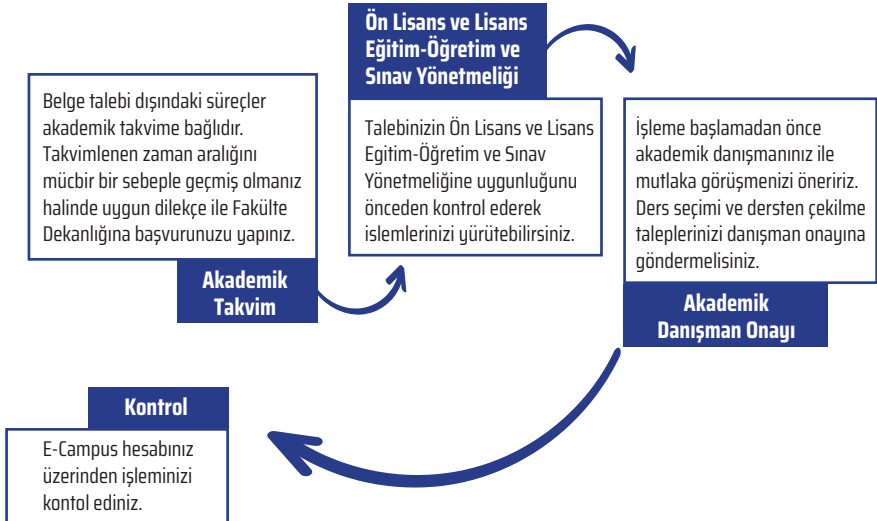 Belge talebi dışındaki süreçler
akademik takvime bağlıdır.
Takvimlenen zaman aralığını
mücbir bir sebeple geçmiş olmanız
halinde uygun dilekçe ile Fakülte
Dekanlığına başvurunuzu yapınız.
Akademik
Takvim
Ön Lisans ve Lisans
Eğitim-Öğretim ve
Sınav Yönetmeliği
Talebinizin Ön Lisans ve Lisans
Egitim-Öğretim ve Sınav
Yönetmeliğine uygunluğunu
önceden kontrol ederek
islemlerinizi yürütebilirsiniz.
İşleme başlamadan önce
akademik danışmanınız ile
mutlaka görüşmenizi öneririz.
Ders seçimi ve dersten çekilme
taleplerinizi danışman onayına
göndermelisiniz.
Akademik
Danışman Onayı
Kontrol
E-Campus hesabınız
üzerinden işleminizi
kontol ediniz.